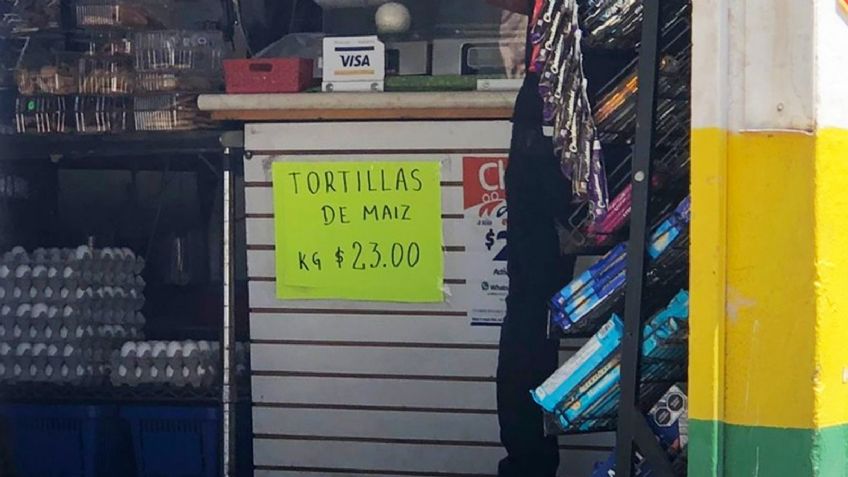 VISA
TORTILLAS
DE MAIZ
KG $23.00